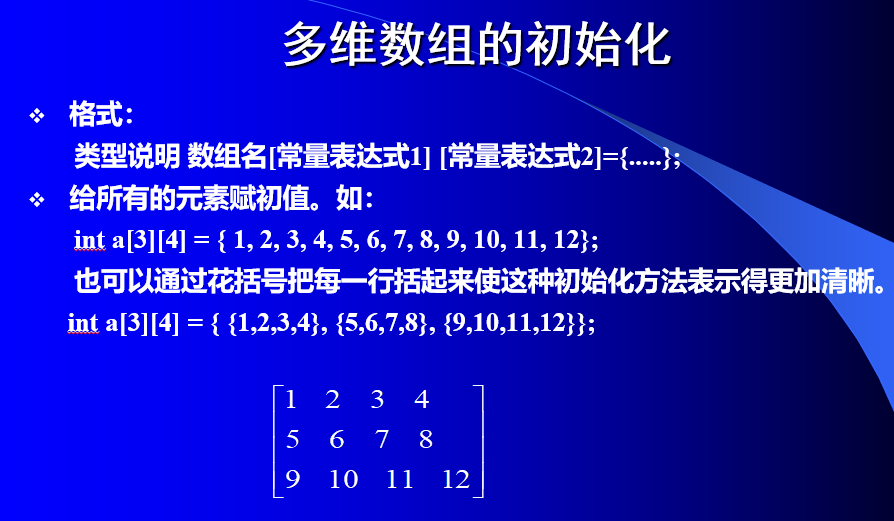 多维数组的初始化
格式：
类型说明 数组名[常量表达式1] [常量表达式2]={.....};
给所有的元素赋初值。如：
int a[3][4] = { 1, 2, 3, 4, 5, 6, 7, 8, 9, 10, 11, 12};
也可以通过花括号把每一行括起来使这种初始化方法表示得更加清晰。
int a[3][4] = { {1,2,3,4}, {5,6,7,8}, {9,10,11,12}};
1 2 3 4
5 6 7 8
9 10 11 12